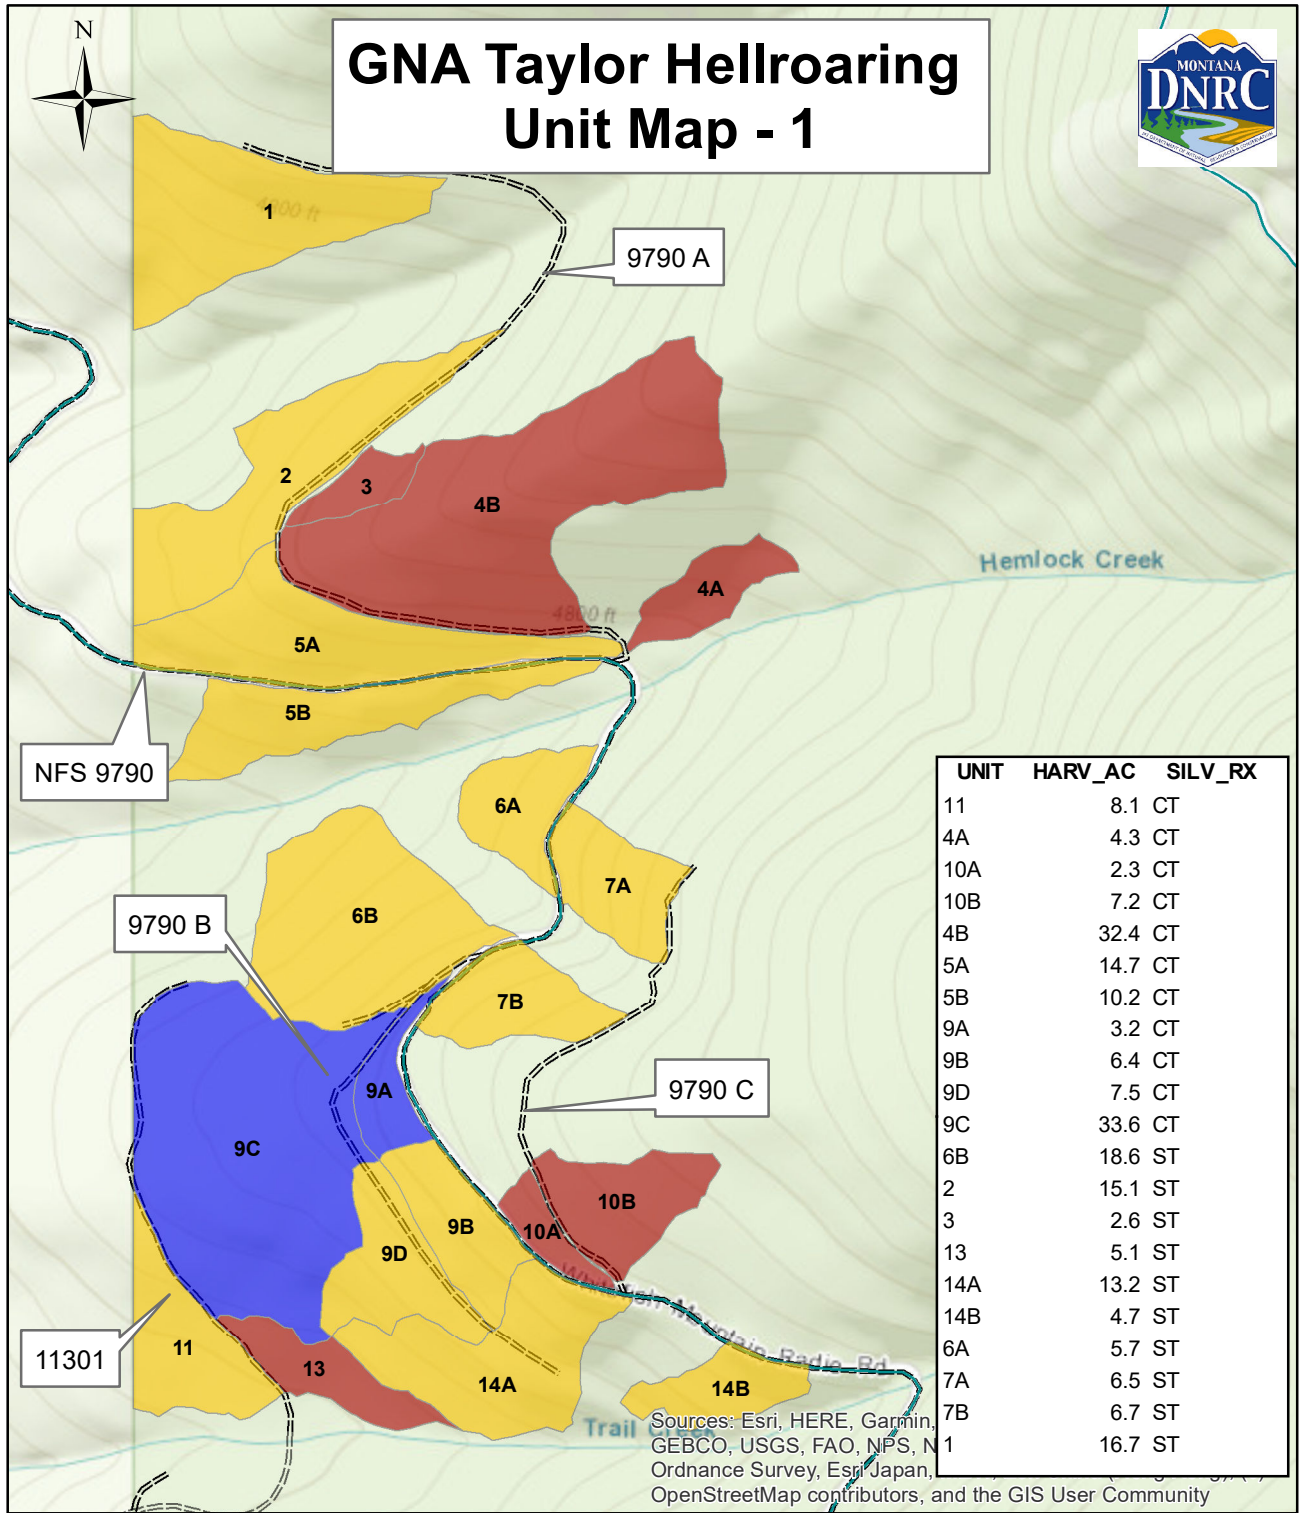 N
GNA Taylor Hellroaring
Unit Map - 1
MONTANA
DNRC
4800 ft
1
9790 A
2
3
4B
Hemlock Creek
4A
4800 ft
5A
5B
NFS 9790
6A
7A
6B
9790 B
7B
9A
9790 C
9C
10B
10A
9B
9D
Whitefish Mountain Radio Rd
11301
11
13
14A
14B
Trail Creek
UNIT HARV_AC SILV_RX
11 8.1 CT
4A 4.3 CT
10A 2.3 CT
10B 7.2 CT
4B 32.4 CT
5A 14.7 CT
5B 10.2 CT
9A 3.2 CT
9B 6.4 CT
9D 7.5 CT
9C 33.6 CT
6B 18.6 ST
2 15.1 ST
3 2.6 ST
13 5.1 ST
14A 13.2 ST
14B 4.7 ST
6A 5.7 ST
7A 6.5 ST
7B 6.7 ST
1 16.7 ST
Sources: Esri, HERE, Garmin,
GEBCO, USGS, FAO, NPS, N
Ordnance Survey, Esri Japan,
OpenStreetMap contributors, and the GIS User Community